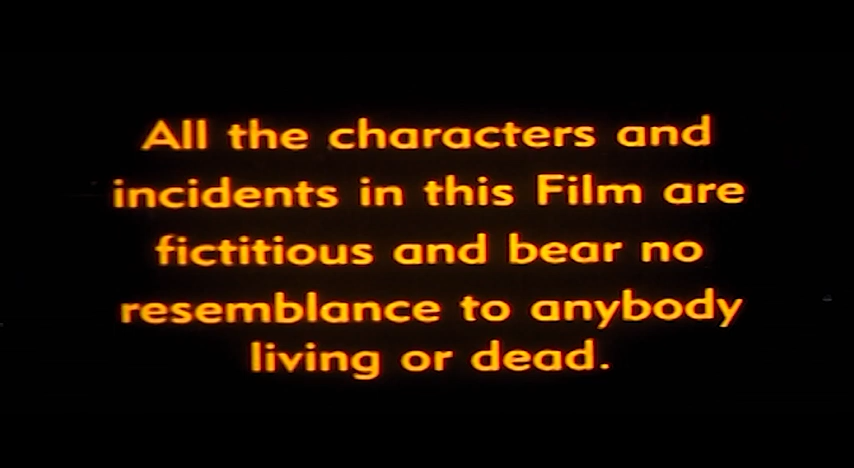 All the characters and
incidents in this Film are
fictitious and bear no
resemblance to anybody
living or dead.